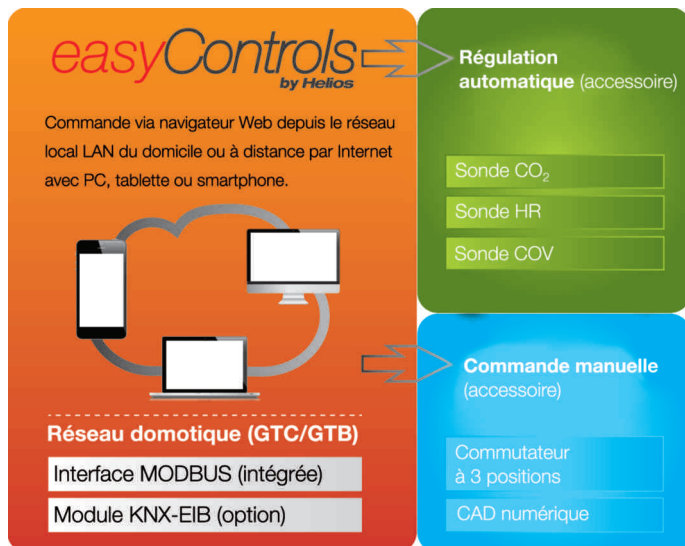 easyControls
by Helios
Commande via navigateur Web depuis le réseau
local LAN du domicile ou à distance par Internet
avec PC, tablette ou smartphone.
Réseau domotique (GTC/GTB)
Interface MODBUS (intégrée)
Module KNX-EIB (option)
Régulation
automatique (accessoire)
Sonde CO₂
Sonde HR
Sonde COV
Commande manuelle
(accessoire)
Commutateur
à 3 positions
CAD numérique